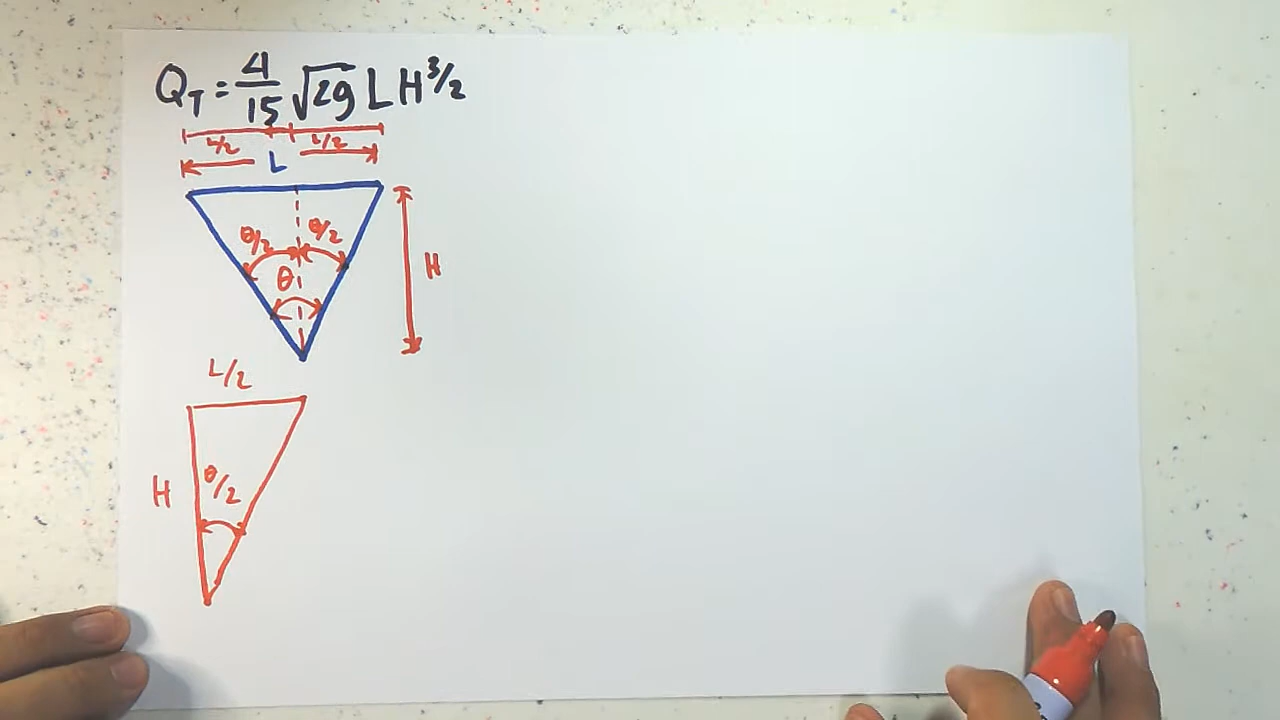 Q_T = 4/15 √2g L H^3/2
L/2 L/2
L
θ/2 θ/2
θ
H
L/2
H
θ/2